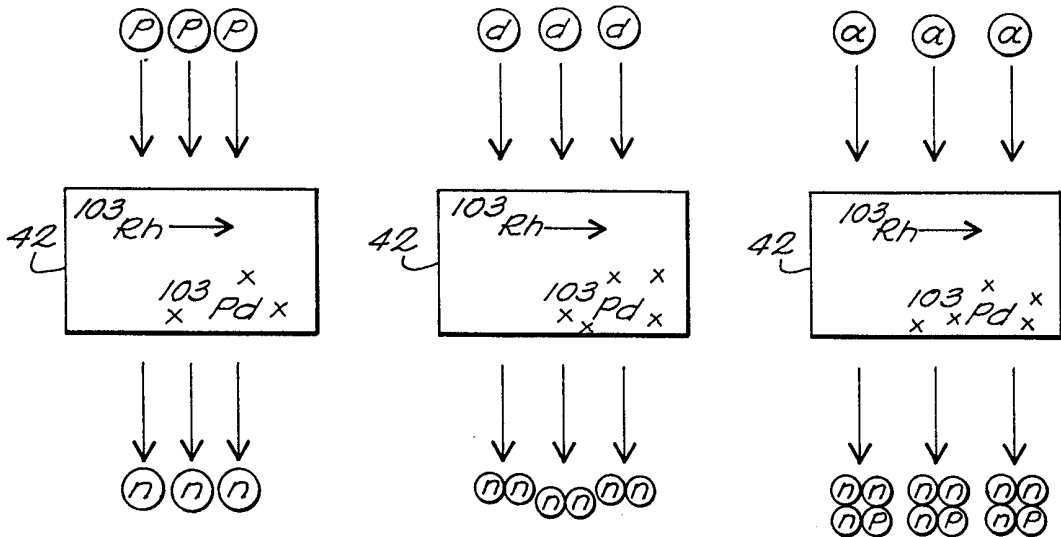 P P P
42
103Rh
103Pd
x x x
n n n
d d d
42
103Rh
103Pd
x x x x x
nn nn nn
α α α
42
103Rh
103Pd
x x x x x
nn nn nn
nP nP nP